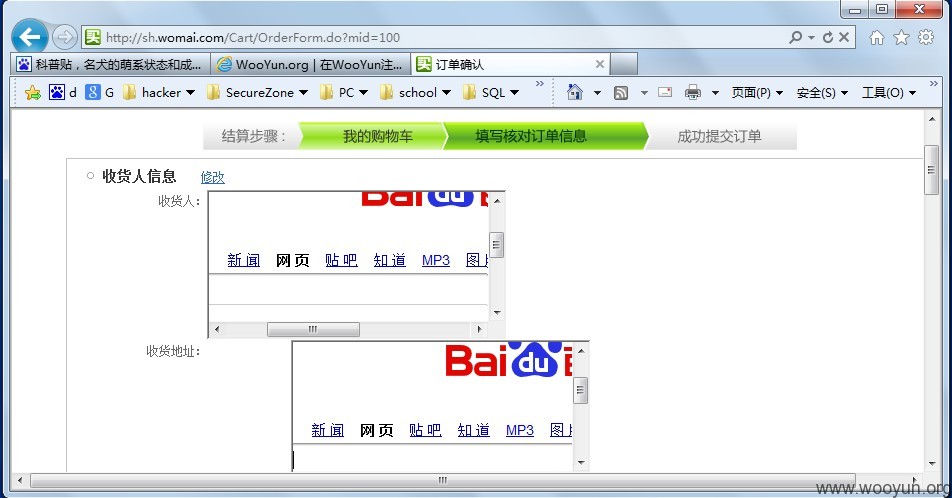 http://sh.womai.com/Cart/OrderForm.do?mid=100
科普贴，名犬的萌系状态和成... WooYun.org | 在WooYun注... 订单确认
d G hacker SecureZone PC school SQL 页面(P) 安全(S) 工具(O)
结算步骤： 我的购物车 填写核对订单信息 成功提交订单
收货人信息 修改
收货人：
Bai du
新闻 网页 贴吧 知道 MP3 图片
收货地址：
Bai du
新闻 网页 贴吧 知道 MP3 图片
www.wooyun.org